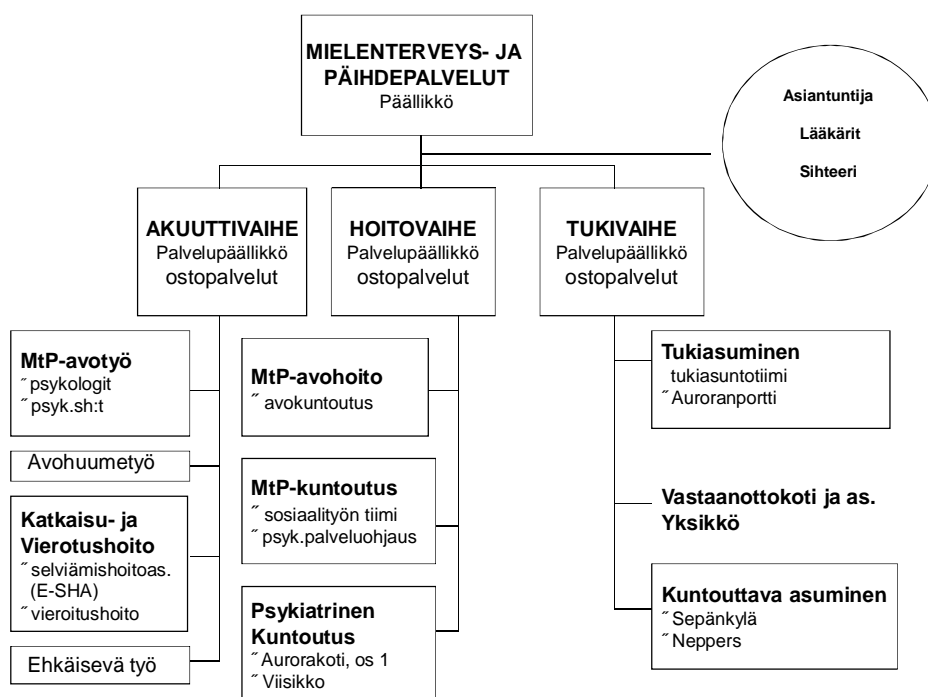 MIELENTERVEYS- JA
PÄIHDEPALVELUT
Päällikkö
Asiantuntija
Lääkärit
Sihteeri
AKUUTTIVAIHE
Palvelupäällikkö
ostopalvelut
HOITOVAIHE
Palvelupäällikkö
ostopalvelut
TUKIVAIHE
Palvelupäällikkö
ostopalvelut
MtP-avotyö
˝ psykologit
˝ psyk.sh:t
Avohuumetyö
Katkaisu- ja
Vierotushoito
˝ selviämishoitoas.
(E-SHA)
˝ vieroitushoito
Ehkäisevä työ
MtP-avohoito
˝ avokuntoutus
MtP-kuntoutus
˝ sosiaalityön tiimi
˝ psyk.palveluohjaus
Psykiatrinen
Kuntoutus
˝ Aurorakoti, os 1
˝ Viisikko
Tukiasuminen
tukiasuntotiimi
˝ Auroranportti
Vastaanottokoti ja as.
Yksikkö
Kuntouttava asuminen
˝ Sepänkylä
˝ Neppers